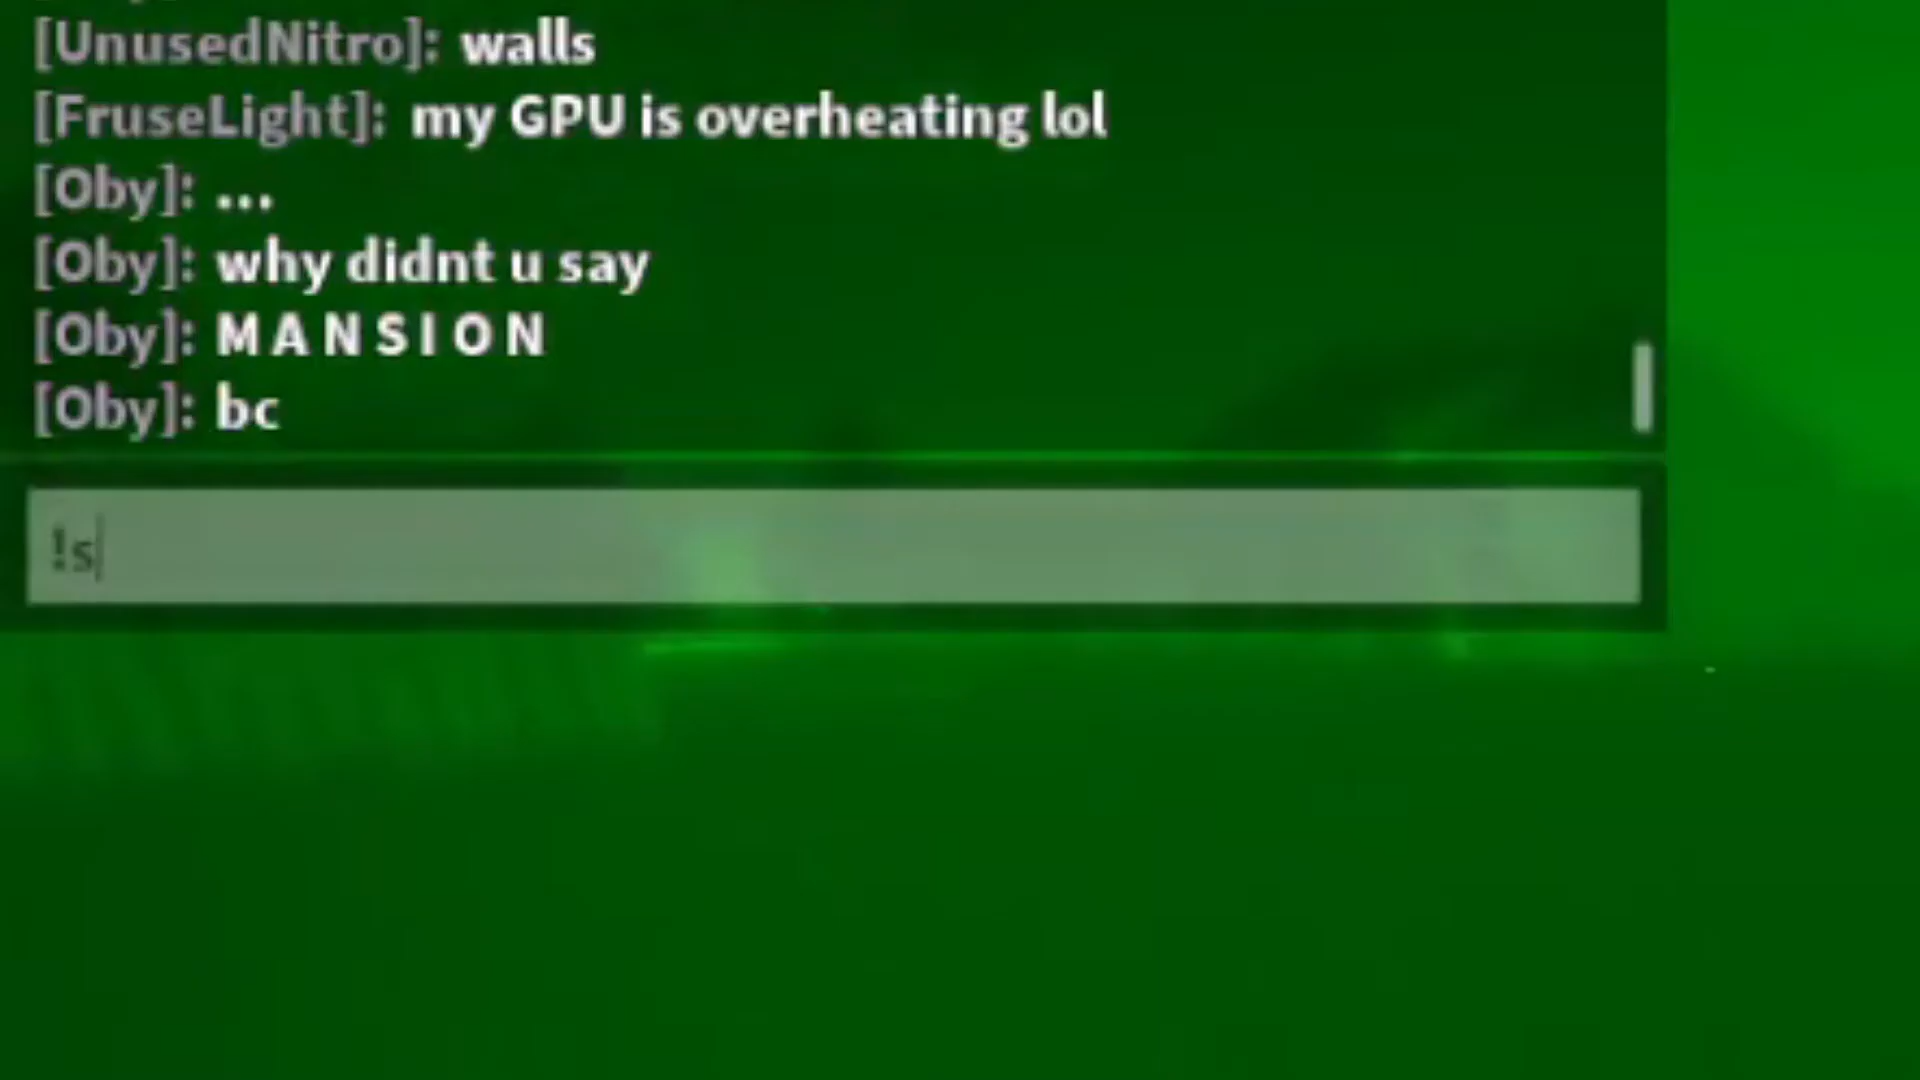 [UnusedNitro]: walls
[FruseLight]: my GPU is overheating lol
[Oby]: ...
[Oby]: why didnt u say
[Oby]: M A N S I O N
[Oby]: bc
!s